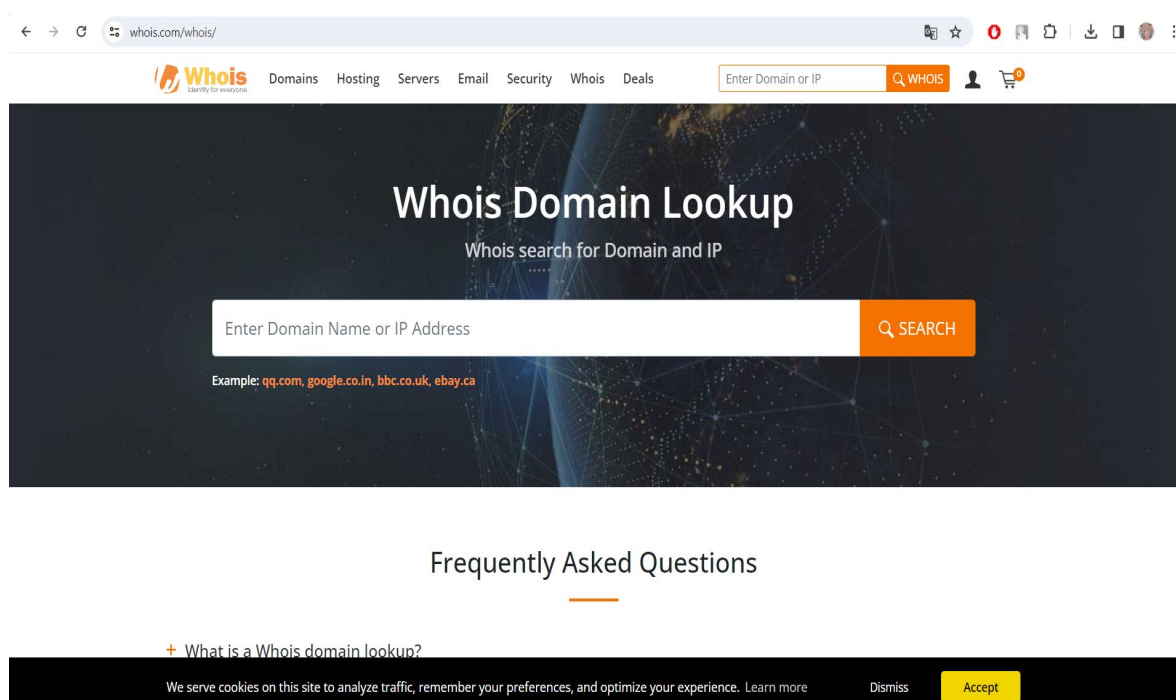 whois.com/whois/
Whois
Identity for everyone
Domains Hosting Servers Email Security Whois Deals
Enter Domain or IP
WHOIS
0
Whois Domain Lookup
Whois search for Domain and IP
Enter Domain Name or IP Address
SEARCH
Example: qq.com, google.co.in, bbc.co.uk, ebay.ca
Frequently Asked Questions
+ What is a Whois domain lookup?
We serve cookies on this site to analyze traffic, remember your preferences, and optimize your experience. Learn more
Dismiss
Accept